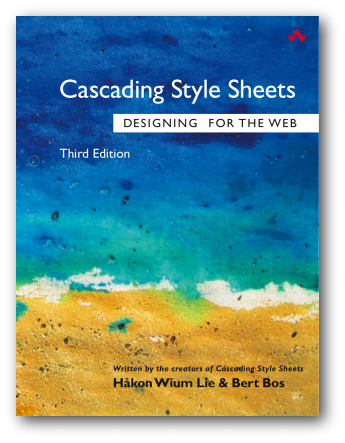 Cascading Style Sheets
DESIGNING FOR THE WEB
Third Edition
Written by the creators of Cascading Style Sheets
Håkon Wium Lie & Bert Bos